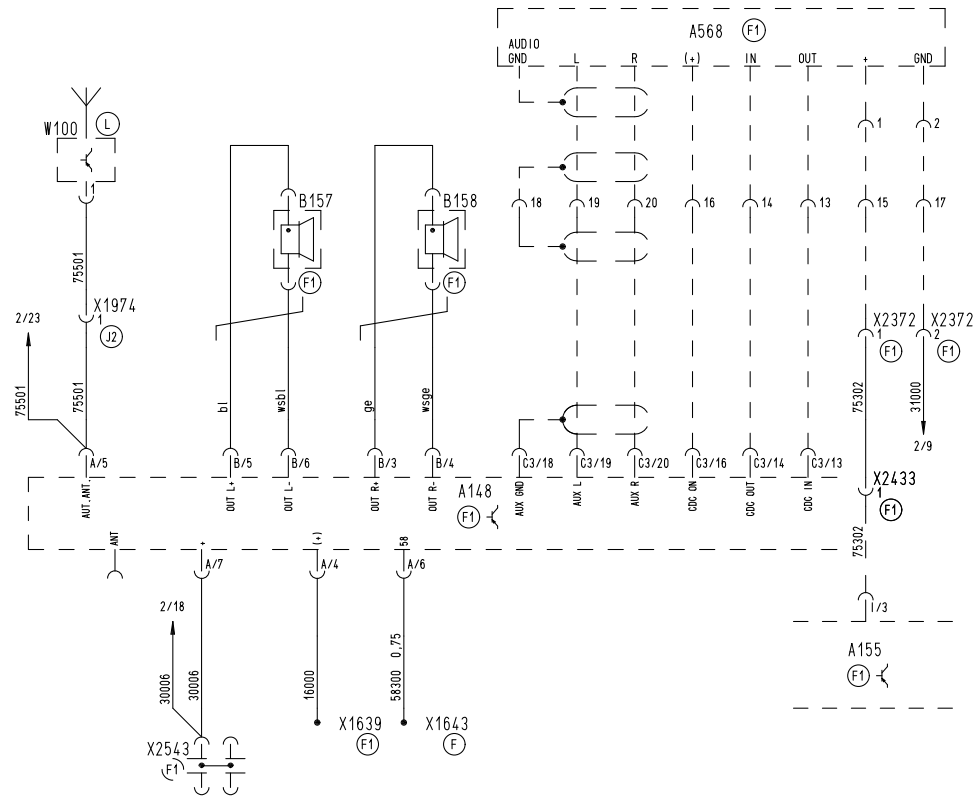 A568 F1
AUDIO
GND L R (+) IN OUT + GND
W100 L
1
1 2
B157 B158
18 19 20 16 14 13 15 17
75501
F1 F1
X1974
1
J2
2/23
X2372 X2372
1 2
F1 F1
75501 75501 bl wsbl ge wsge 75302 31000
2/9
A/5 B/5 B/6 B/3 B/4 C3/18 C3/19 C3/20 C3/16 C3/14 C3/13
X2433
1
F1
AUT.ANT. OUT L+ OUT L- OUT R+ OUT R- AUX GND AUX L AUX R CDC ON CDC OUT CDC IN
A148
F1
ANT + (+) 58
75302
A/7 A/4 A/6
I/3
2/18
A155
F1
30006 30006 16000 58300 0,75
X1639 X1643
F1 F
X2543
F1